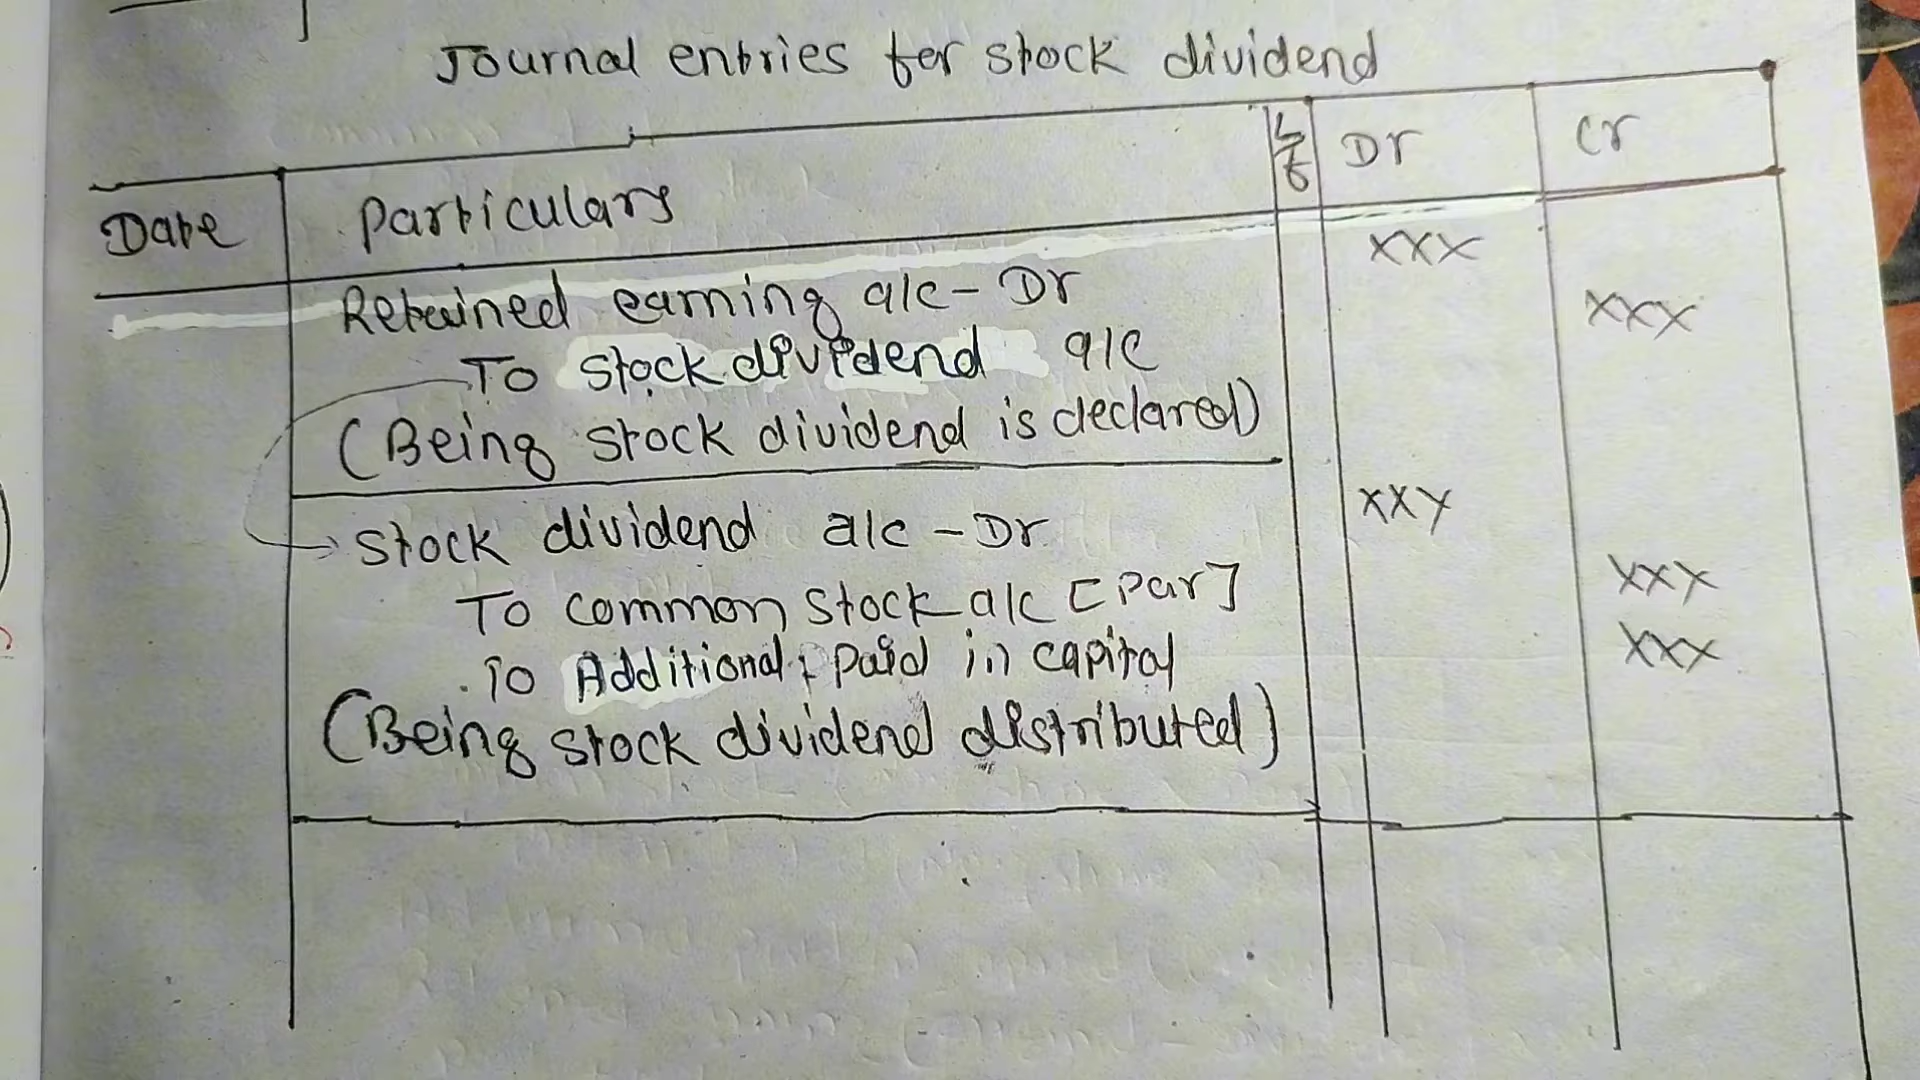 Journal entries for stock dividend
Date Particulars L/f Dr Cr
Retained earning a/c - Dr xxx
To stock dividend a/c xxx
(Being stock dividend is declared)
stock dividend a/c - Dr xxy
To common stock a/c [par] xxx
To Additional paid in capital xxx
(Being stock dividend distributed)